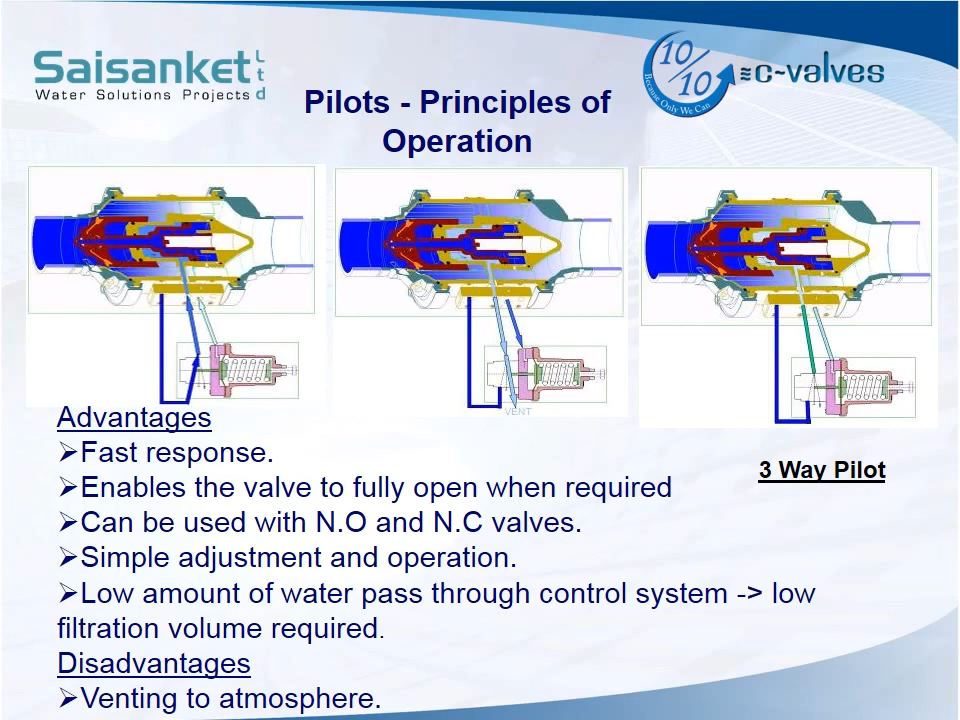 Saisanket Ltd
Water Solutions Projects
10/10
Because Only We Can
c-valves
Pilots - Principles of
Operation
VENT
3 Way Pilot
Advantages
➢Fast response.
➢Enables the valve to fully open when required
➢Can be used with N.O and N.C valves.
➢Simple adjustment and operation.
➢Low amount of water pass through control system -> low
filtration volume required.
Disadvantages
➢Venting to atmosphere.